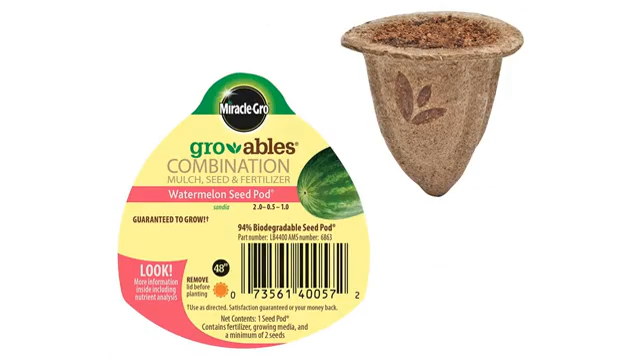 Miracle-Gro
gro ables®
COMBINATION
MULCH, SEED & FERTILIZER
Watermelon Seed Pod®
sandia 2 .0– 0.5 – 1.0
GUARANTEED TO GROW!†
94% Biodegradable Seed Pod®
Part number: LB4400 AMS number: 6863
LOOK!
More information
inside including
nutrient analysis
48"
REMOVE
lid before
planting
0 73561 40057 2
†Use as directed. Satisfaction guaranteed or your money back.
Net Contents: 1 Seed Pod®
Contains fertilizer, growing media, and
a minimum of 2 seeds